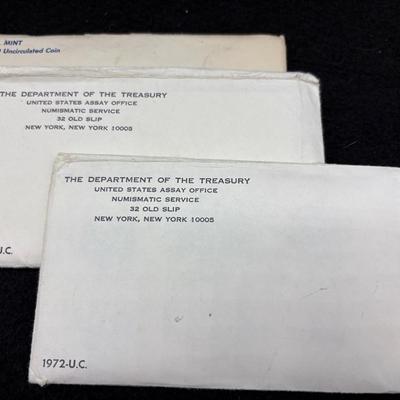 MINT
Uncirculated Coin
THE DEPARTMENT OF THE TREASURY
UNITED STATES ASSAY OFFICE
NUMISMATIC SERVICE
32 OLD SLIP
NEW YORK, NEW YORK 10005
U.C.
THE DEPARTMENT OF THE TREASURY
UNITED STATES ASSAY OFFICE
NUMISMATIC SERVICE
32 OLD SLIP
NEW YORK, NEW YORK 10005
1972-U.C.